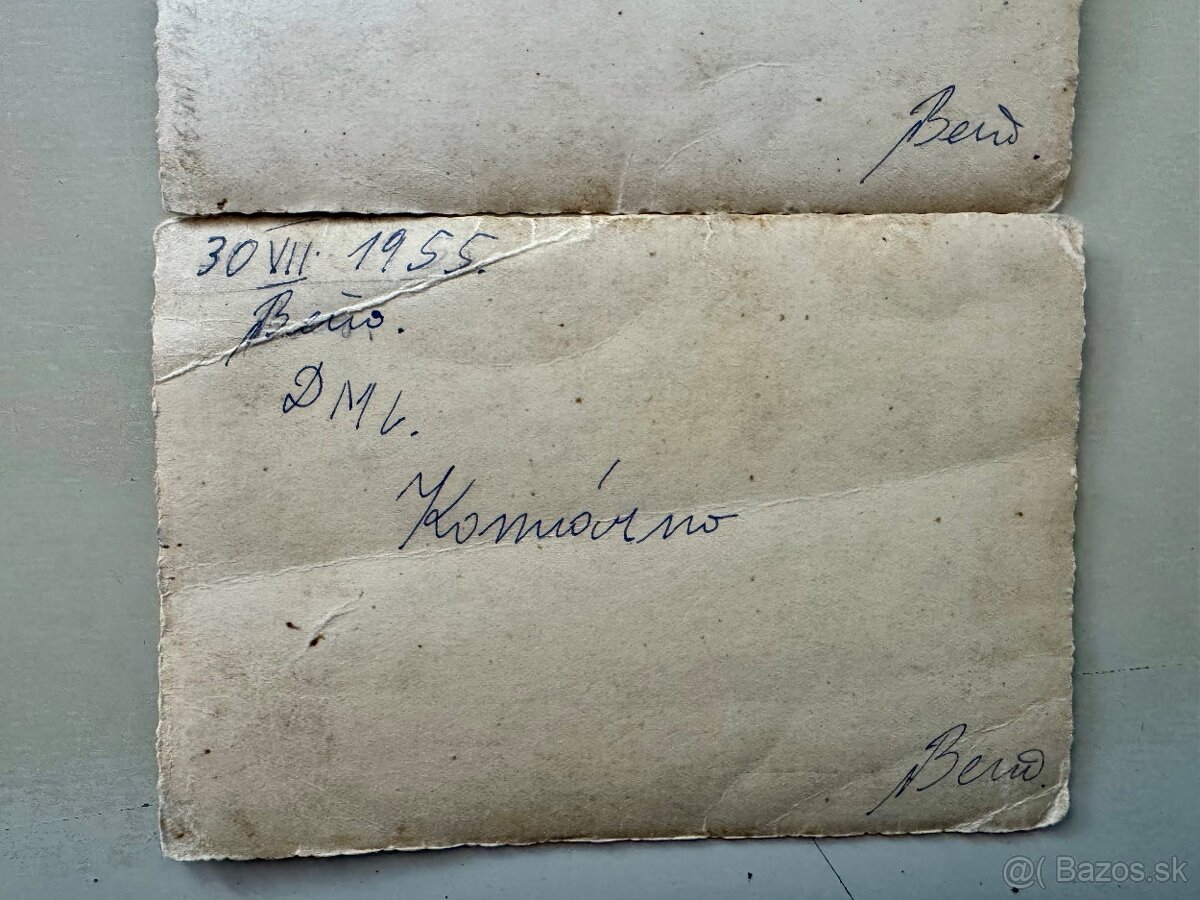 Beňo.
30 VII. 1955.
Beňo.
DML.
Komárno
Beňo.
@( Bazos.sk